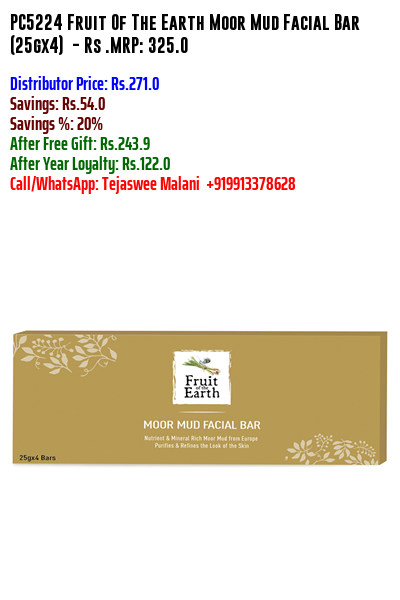 PC5224 Fruit Of The Earth Moor Mud Facial Bar
(25gx4) - Rs .MRP: 325.0
Distributor Price: Rs.271.0
Savings: Rs.54.0
Savings %: 20%
After Free Gift: Rs.243.9
After Year Loyalty: Rs.122.0
Call/WhatsApp: Tejaswee Malani +919913378628
Fruit
of the
Earth
MOOR MUD FACIAL BAR
Nutrient & Mineral Rich Moor Mud from Europe
Purifies & Refines the Look of the Skin
25gx4 Bars